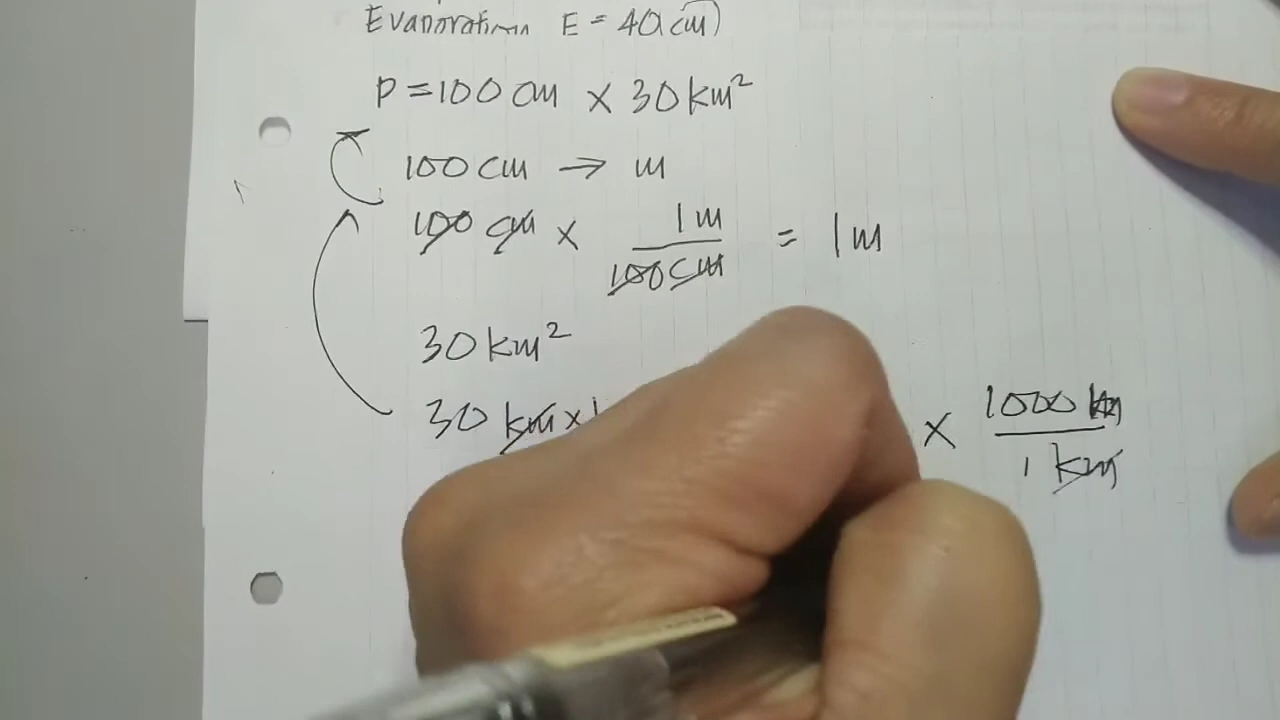 Evaporation E = 40(cm)
P = 100 cm × 30 km²
100 cm → m
100 cm × 1 m / 100 cm = 1 m
30 km²
30 km × × 1000 / 1 km